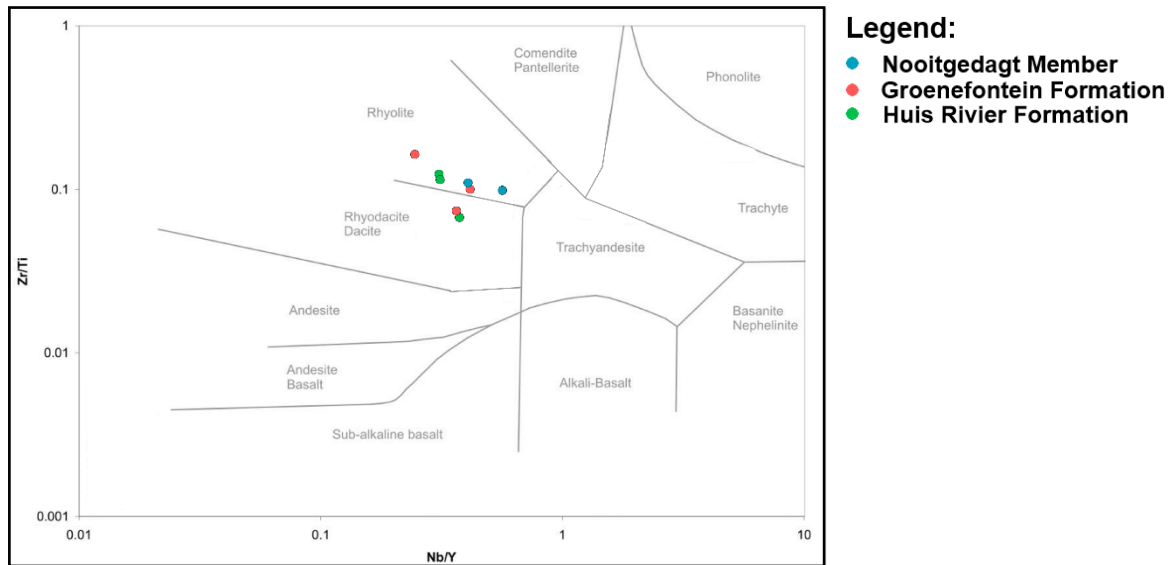 1
0.1
0.01
0.001
Zr/Ti
Comendite
Pantellerite
Phonolite
Rhyolite
Rhyodacite
Dacite
Trachyte
Trachyandesite
Andesite
Basanite
Nephelinite
Andesite
Basalt
Alkali-Basalt
Sub-alkaline basalt
0.01
0.1
1
10
Nb/Y
Legend:
Nooitgedagt Member
Groenefontein Formation
Huis Rivier Formation